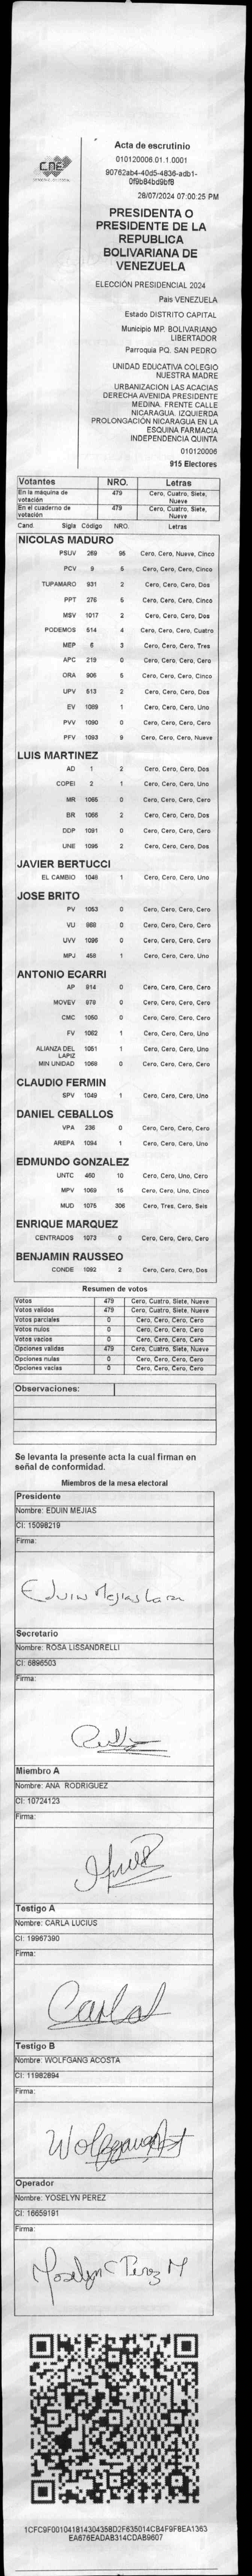 CNE
Acta de escrutinio
010120006.01.1.0001
90762ab4-40d5-4836-adb1-
0f9b84bd9bf8
28/07/2024 07:00:25 PM
PRESIDENTA O
PRESIDENTE DE LA
REPUBLICA
BOLIVARIANA DE
VENEZUELA
ELECCIÓN PRESIDENCIAL 2024
Pais VENEZUELA
Estado DISTRITO CAPITAL
Municipio MP. BOLIVARIANO
LIBERTADOR
Parroquia PQ. SAN PEDRO
UNIDAD EDUCATIVA COLEGIO
NUESTRA MADRE
URBANIZACION LAS ACACIAS
DERECHA AVENIDA PRESIDENTE
MEDINA. FRENTE CALLE
NICARAGUA. IZQUIERDA
PROLONGACIÓN NICARAGUA EN LA
ESQUINA FARMACIA
INDEPENDENCIA QUINTA
010120006
915 Electores
Votantes NRO. Letras
En la máquina de votación 479 Cero, Cuatro, Siete, Nueve
En el cuaderno de votación 479 Cero, Cuatro, Siete, Nueve
Cand. Sigla Código NRO. Letras
NICOLAS MADURO
PSUV 269 95 Cero, Cero, Nueve, Cinco
PCV 9 5 Cero, Cero, Cero, Cinco
TUPAMARO 931 2 Cero, Cero, Cero, Dos
PPT 276 5 Cero, Cero, Cero, Cinco
MSV 1017 2 Cero, Cero, Cero, Dos
PODEMOS 514 4 Cero, Cero, Cero, Cuatro
MEP 6 3 Cero, Cero, Cero, Tres
APC 219 0 Cero, Cero, Cero, Cero
ORA 906 5 Cero, Cero, Cero, Cinco
UPV 513 2 Cero, Cero, Cero, Dos
EV 1089 1 Cero, Cero, Cero, Uno
PVV 1090 0 Cero, Cero, Cero, Cero
PFV 1093 9 Cero, Cero, Cero, Nueve
LUIS MARTINEZ
AD 1 2 Cero, Cero, Cero, Dos
COPEI 2 1 Cero, Cero, Cero, Uno
MR 1065 0 Cero, Cero, Cero, Cero
BR 1066 2 Cero, Cero, Cero, Dos
DDP 1091 0 Cero, Cero, Cero, Cero
UNE 1095 2 Cero, Cero, Cero, Dos
JAVIER BERTUCCI
EL CAMBIO 1048 1 Cero, Cero, Cero, Uno
JOSE BRITO
PV 1053 0 Cero, Cero, Cero, Cero
VU 868 0 Cero, Cero, Cero, Cero
UVV 1096 0 Cero, Cero, Cero, Cero
MPJ 458 1 Cero, Cero, Cero, Uno
ANTONIO ECARRI
AP 814 0 Cero, Cero, Cero, Cero
MOVEV 979 0 Cero, Cero, Cero, Cero
CMC 1050 0 Cero, Cero, Cero, Cero
FV 1062 1 Cero, Cero, Cero, Uno
ALIANZA DEL LAPIZ 1051 1 Cero, Cero, Cero, Uno
MIN UNIDAD 1068 0 Cero, Cero, Cero, Cero
CLAUDIO FERMIN
SPV 1049 1 Cero, Cero, Cero, Uno
DANIEL CEBALLOS
VPA 236 0 Cero, Cero, Cero, Cero
AREPA 1094 1 Cero, Cero, Cero, Uno
EDMUNDO GONZALEZ
UNTC 460 10 Cero, Cero, Uno, Cero
MPV 1069 15 Cero, Cero, Uno, Cinco
MUD 1075 306 Cero, Tres, Cero, Seis
ENRIQUE MARQUEZ
CENTRADOS 1073 0 Cero, Cero, Cero, Cero
BENJAMIN RAUSSEO
CONDE 1092 2 Cero, Cero, Cero, Dos
Resumen de votos
Votos 479 Cero, Cuatro, Siete, Nueve
Votos validos 479 Cero, Cuatro, Siete, Nueve
Votos parciales 0 Cero, Cero, Cero, Cero
Votos nulos 0 Cero, Cero, Cero, Cero
Votos vacios 0 Cero, Cero, Cero, Cero
Opciones validas 479 Cero, Cuatro, Siete, Nueve
Opciones nulas 0 Cero, Cero, Cero, Cero
Opciones vacias 0 Cero, Cero, Cero, Cero
Observaciones:
Se levanta la presente acta la cual firman en
señal de conformidad.
Miembros de la mesa electoral
Presidente
Nombre: EDUIN MEJIAS
CI: 15098219
Firma:
Eduin Mejias Lara
Secretario
Nombre: ROSA LISSANDRELLI
CI: 6896503
Firma:
Miembro A
Nombre: ANA RODRIGUEZ
CI: 10724123
Firma:
Testigo A
Nombre: CARLA LUCIUS
CI: 19967390
Firma:
Testigo B
Nombre: WOLFGANG ACOSTA
CI: 11982894
Firma:
Operador
Nombre: YOSELYN PEREZ
CI: 16659191
Firma:
Yoselyn C Perez M
1CFC9F001041814304358D2F635014CB4F9F8EA1363
EA676EADAB314CDAB9607